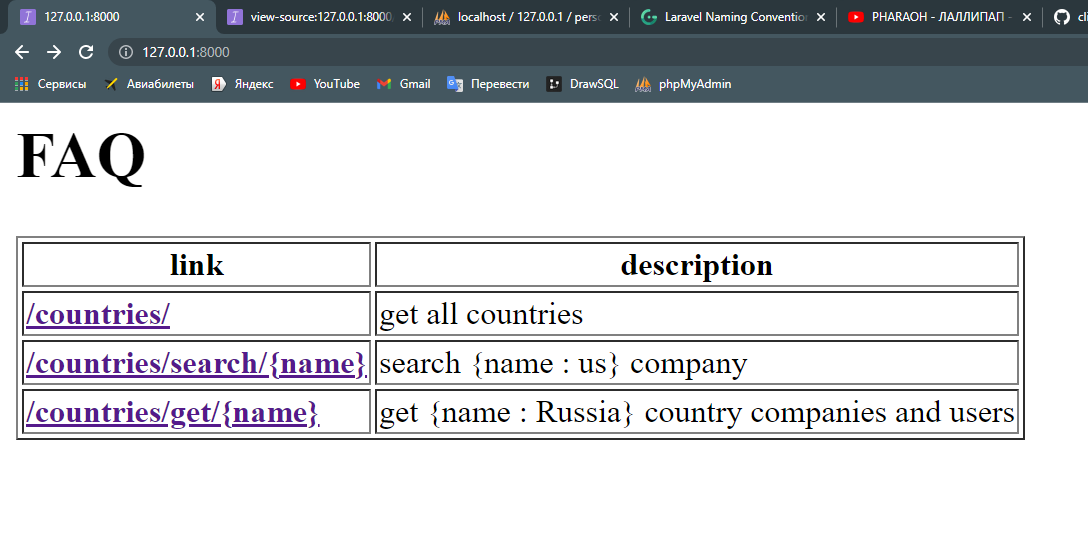 127.0.0.1:8000
view-source:127.0.0.1:8000/
localhost / 127.0.0.1 / pers
Laravel Naming Conventio
PHARAOH - ЛАЛЛИПАП -
cli
127.0.0.1:8000
Сервисы Авиабилеты Яндекс YouTube Gmail Перевести DrawSQL phpMyAdmin
FAQ
link description
/countries/ get all countries
/countries/search/{name} search {name : us} company
/countries/get/{name} get {name : Russia} country companies and users